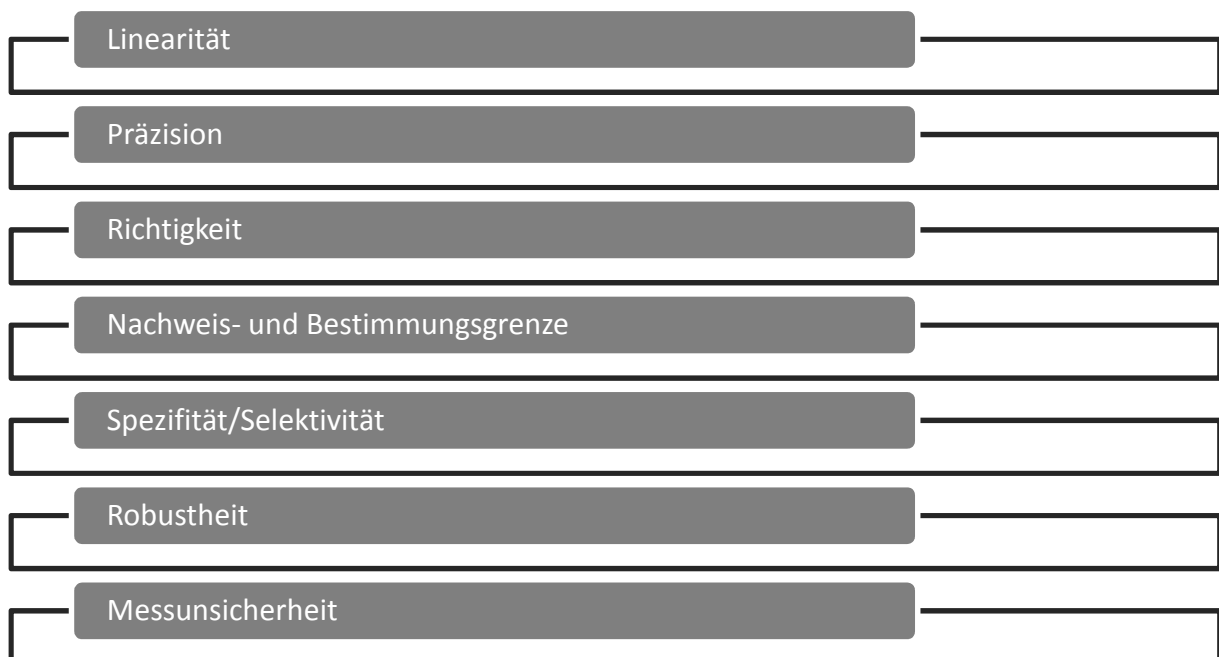 Linearität
Präzision
Richtigkeit
Nachweis- und Bestimmungsgrenze
Spezifität/Selektivität
Robustheit
Messunsicherheit